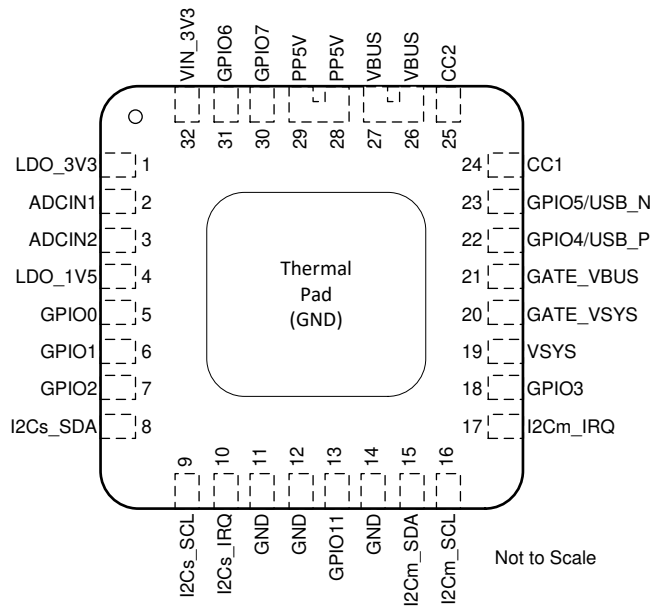 VIN_3V3
GPIO6
GPIO7
PP5V
PP5V
VBUS
VBUS
CC2
32
31
30
29
28
27
26
25
LDO_3V3 1
ADCIN1 2
ADCIN2 3
LDO_1V5 4
GPIO0 5
GPIO1 6
GPIO2 7
I2Cs_SDA 8
Thermal
Pad
(GND)
24 CC1
23 GPIO5/USB_N
22 GPIO4/USB_P
21 GATE_VBUS
20 GATE_VSYS
19 VSYS
18 GPIO3
17 I2Cm_IRQ
9
10
11
12
13
14
15
16
I2Cs_SCL
I2Cs_IRQ
GND
GND
GPIO11
GND
I2Cm_SDA
I2Cm_SCL
Not to Scale